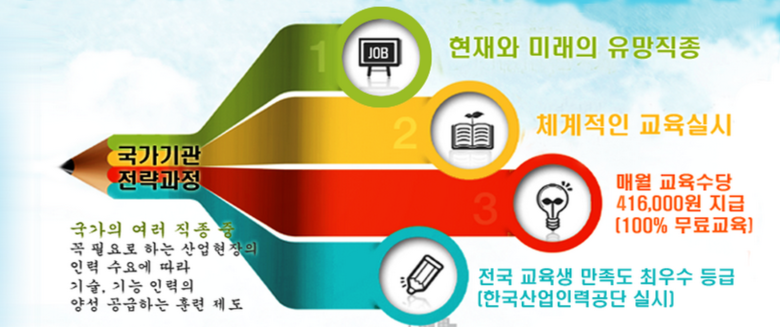 국가기관
전략과정
국가의 여러 직종 중
꼭 필요로 하는 산업현장의
인력 수요에 따라
기술, 기능 인력의
양성 공급하는 훈련 제도
1
JOB
현재와 미래의 유망직종
2
체계적인 교육실시
3
매월 교육수당
416,000원 지급
(100% 무료교육)
전국 교육생 만족도 최우수 등급
(한국산업인력공단 실시)